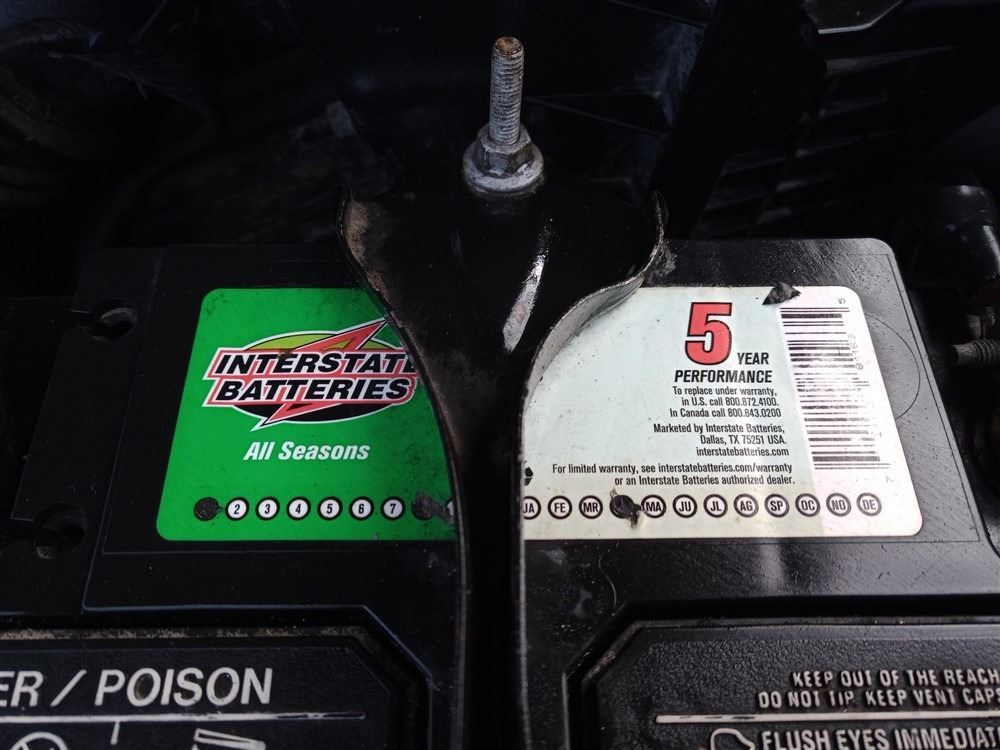 INTERSTATE
BATTERIES
All Seasons
2 3 4 5 6 7
5 YEAR
PERFORMANCE
To replace under warranty,
in U.S. call 800.872.4100.
In Canada call 800.843.0200
Marketed by Interstate Batteries,
Dallas, TX 75251 USA.
interstatebatteries.com
For limited warranty, see interstatebatteries.com/warranty
or an Interstate Batteries authorized dealer.
JA FE MR MA JU JL AG SP OC NO DE
ER / POISON
KEEP OUT OF THE REACH
DO NOT TIP. KEEP VENT CAPS
FLUSH EYES IMMEDIAT